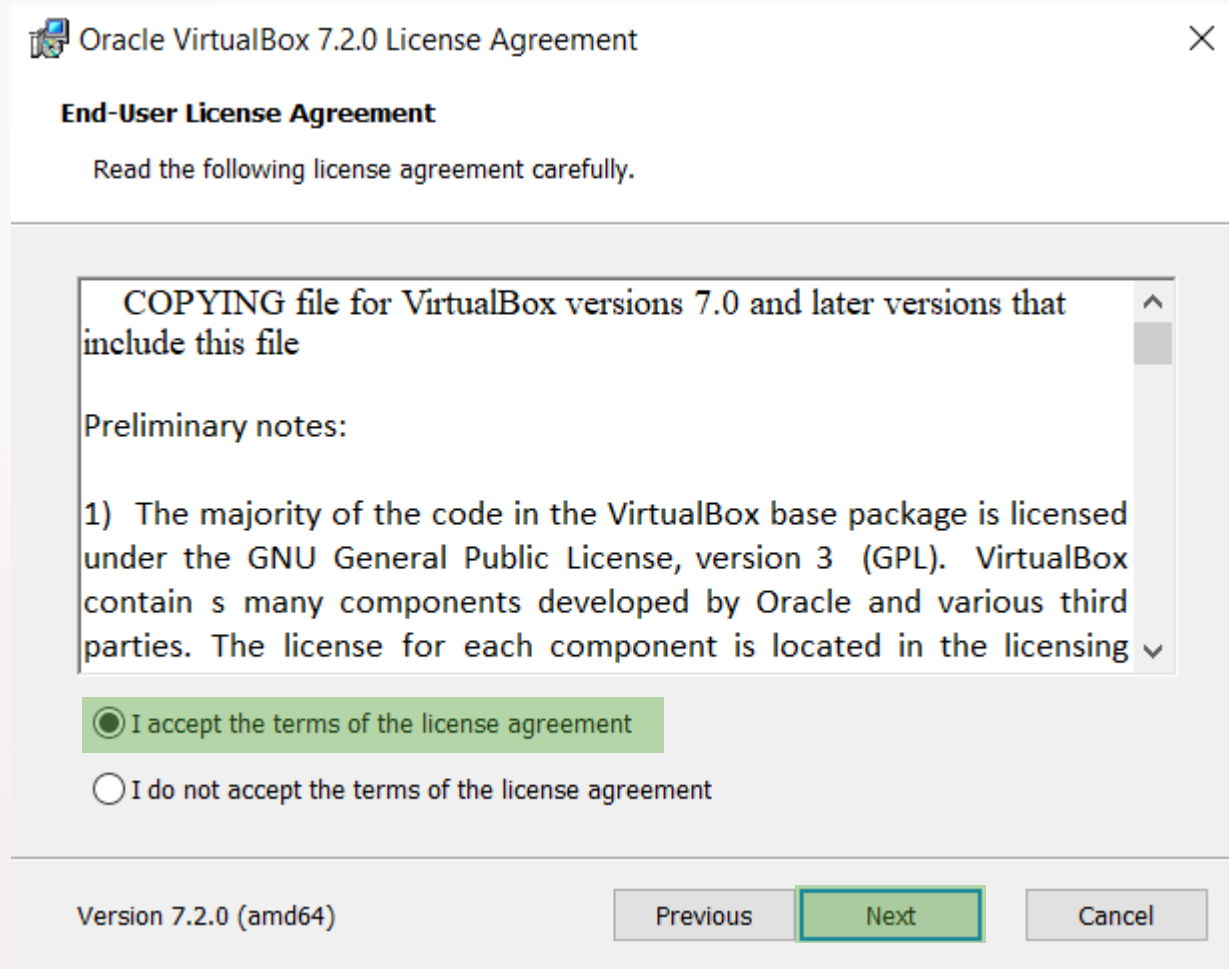 Oracle VirtualBox 7.2.0 License Agreement
End-User License Agreement
Read the following license agreement carefully.
COPYING file for VirtualBox versions 7.0 and later versions that
include this file
Preliminary notes:
1) The majority of the code in the VirtualBox base package is licensed
under the GNU General Public License, version 3 (GPL). VirtualBox
contain s many components developed by Oracle and various third
parties. The license for each component is located in the licensing
I accept the terms of the license agreement
I do not accept the terms of the license agreement
Version 7.2.0 (amd64)
Previous
Next
Cancel